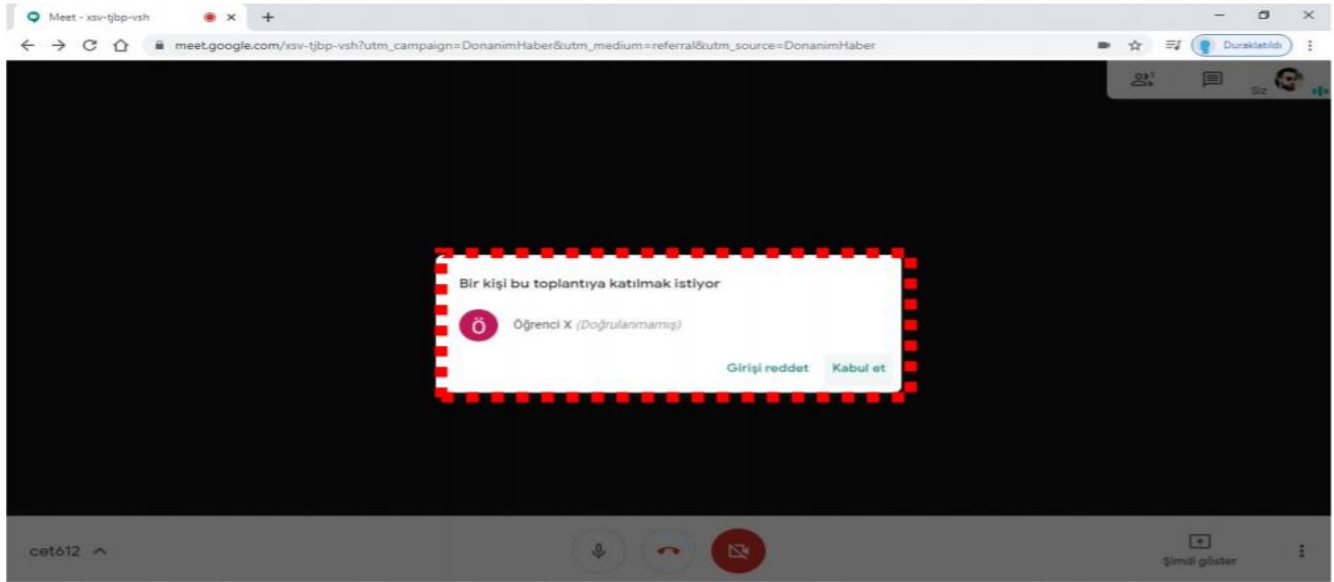 Meet - xsv-tjbp-vsh
meet.google.com/xsv-tjbp-vsh?utm_campaign=DonanimHaber&utm_medium=referral&utm_source=DonanimHaber
Duraklatıldı
1
Siz
Bir kişi bu toplantıya katılmak istiyor
Ö
Öğrenci X (Doğrulanmamış)
Girişi reddet Kabul et
cet612
Şimdi göster